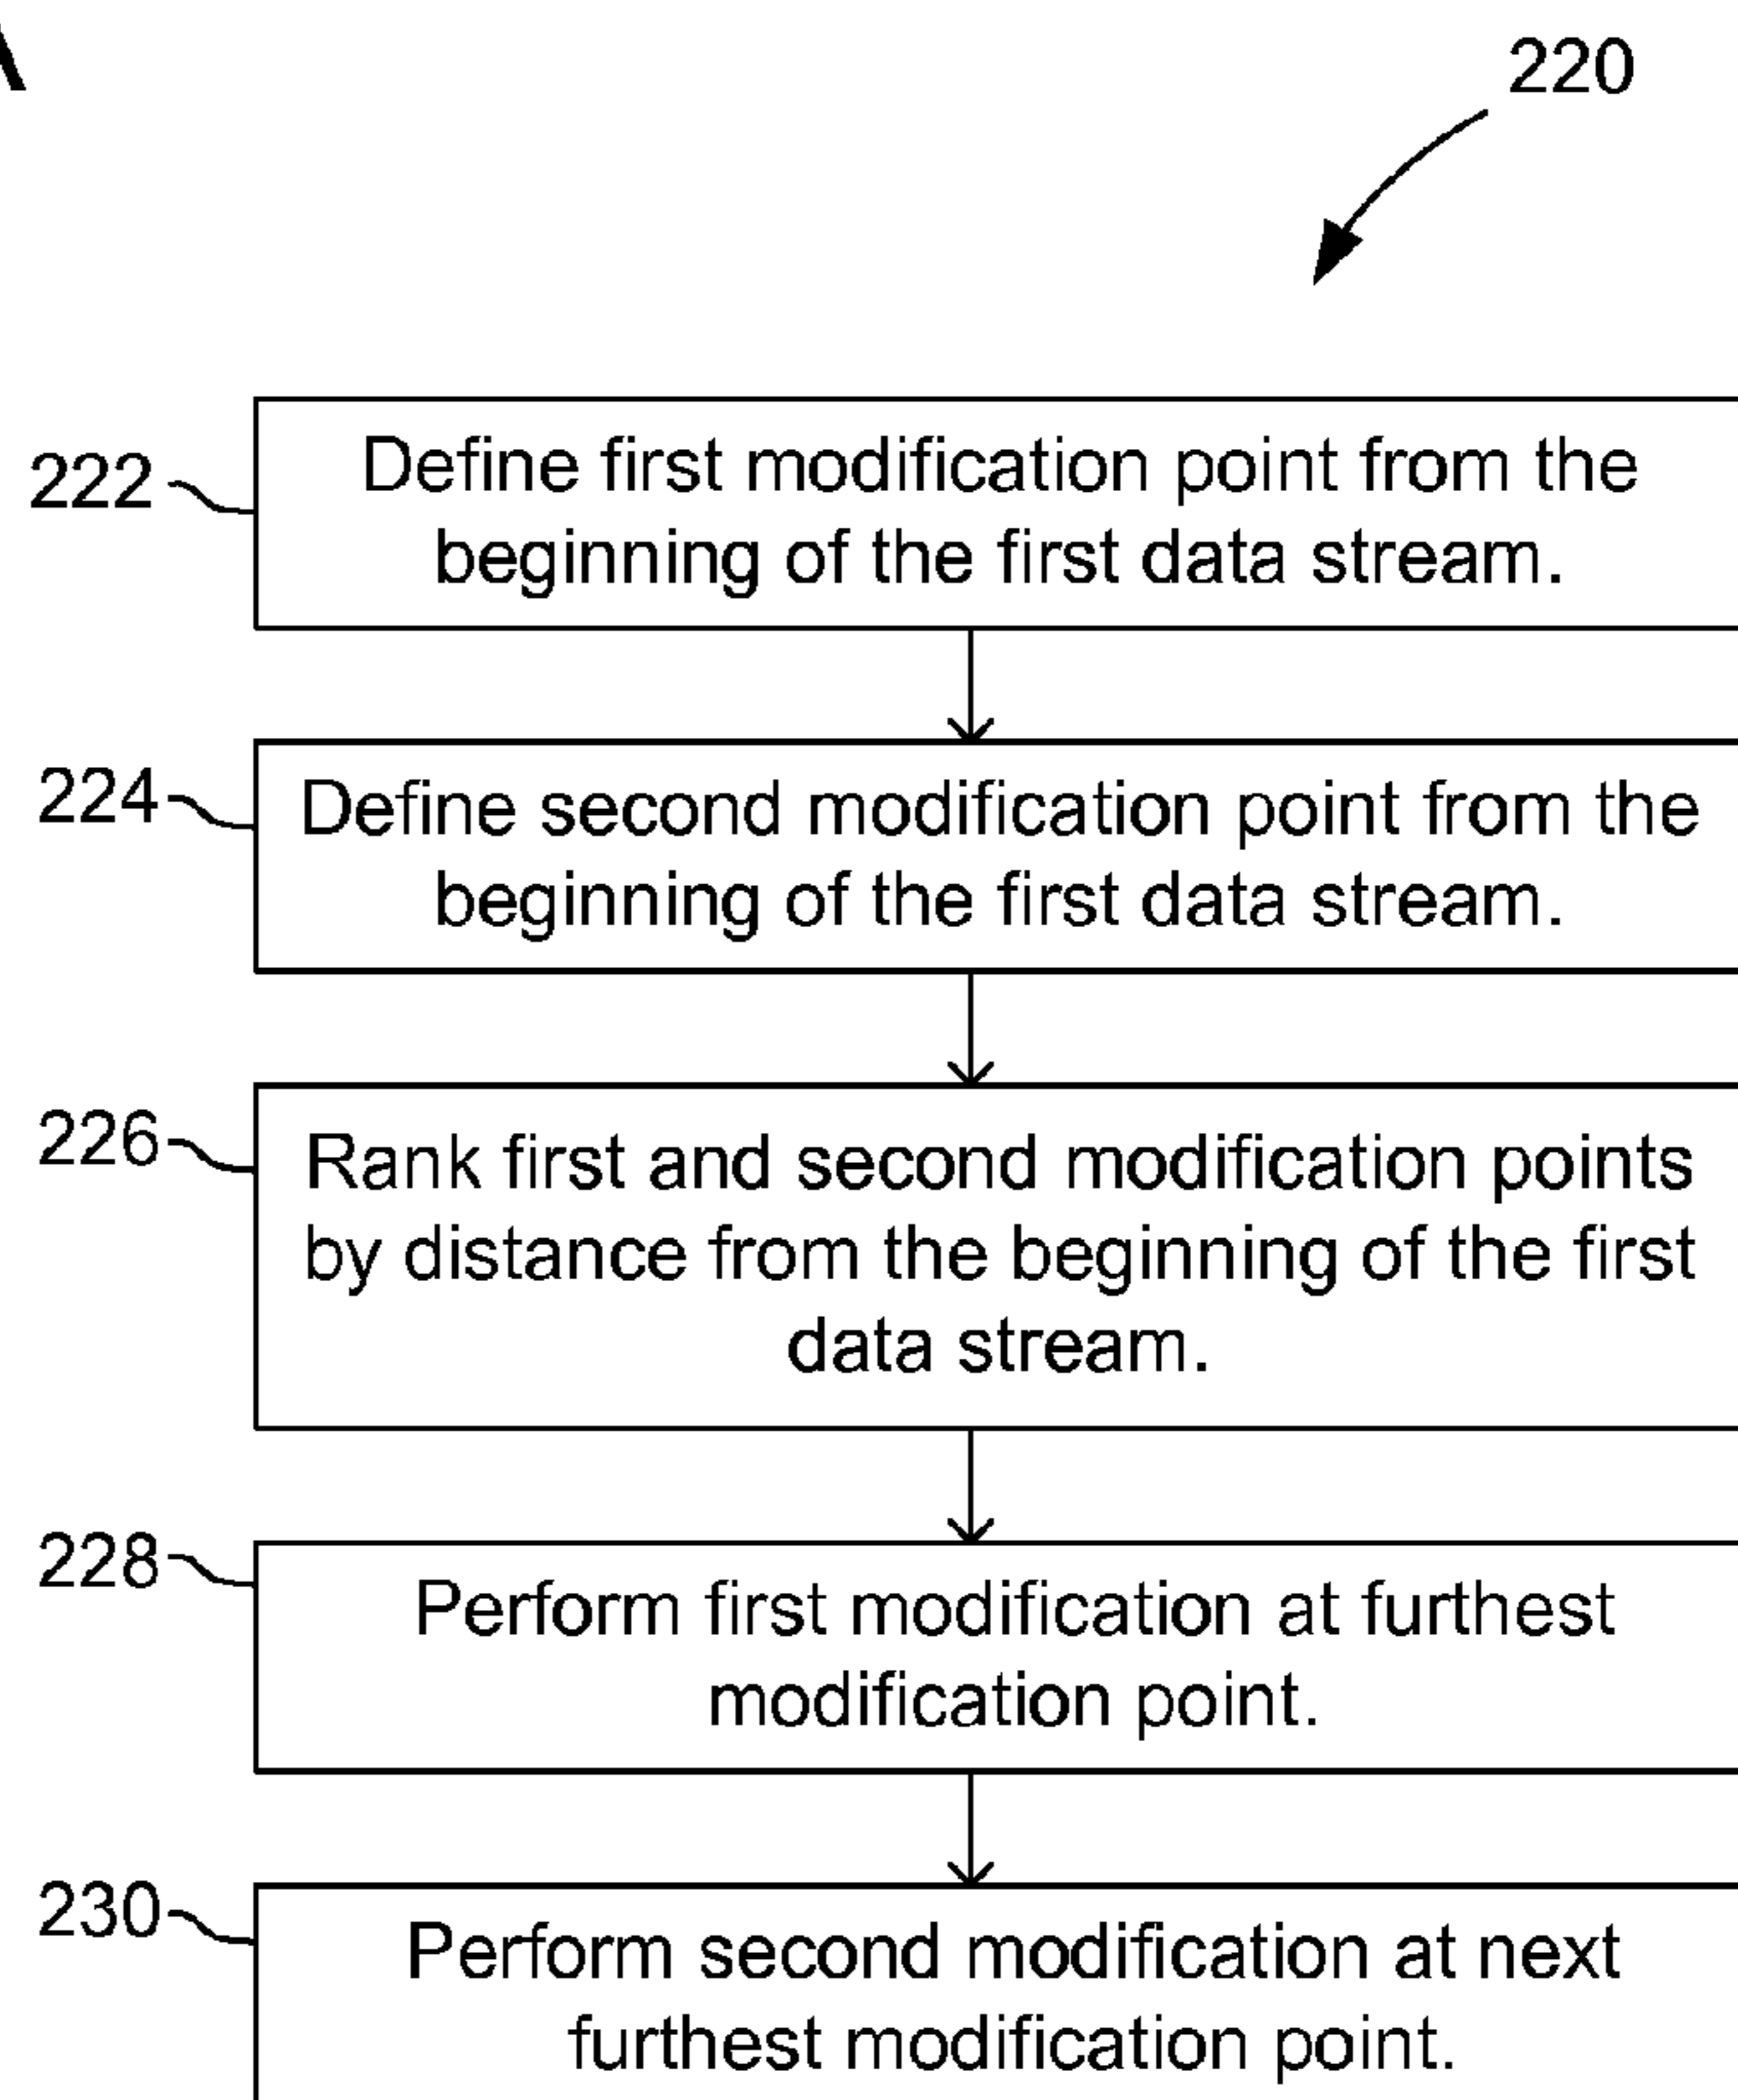 220
222
Define first modification point from the
beginning of the first data stream.
224
Define second modification point from the
beginning of the first data stream.
226
Rank first and second modification points
by distance from the beginning of the first
data stream.
228
Perform first modification at furthest
modification point.
230
Perform second modification at next
furthest modification point.